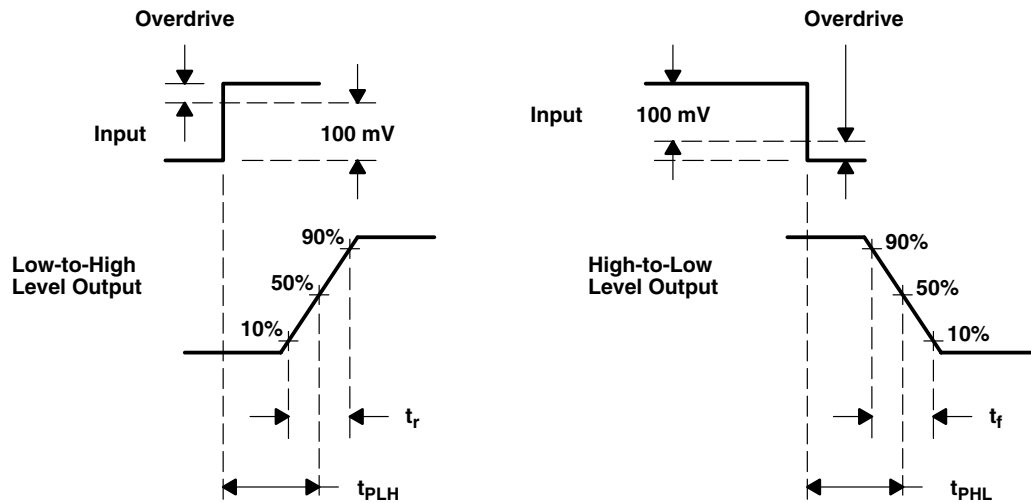 Overdrive
Input
100 mV
Low-to-High
Level Output
90%
50%
10%
tr
tPLH
Overdrive
Input
100 mV
High-to-Low
Level Output
90%
50%
10%
tf
tPHL